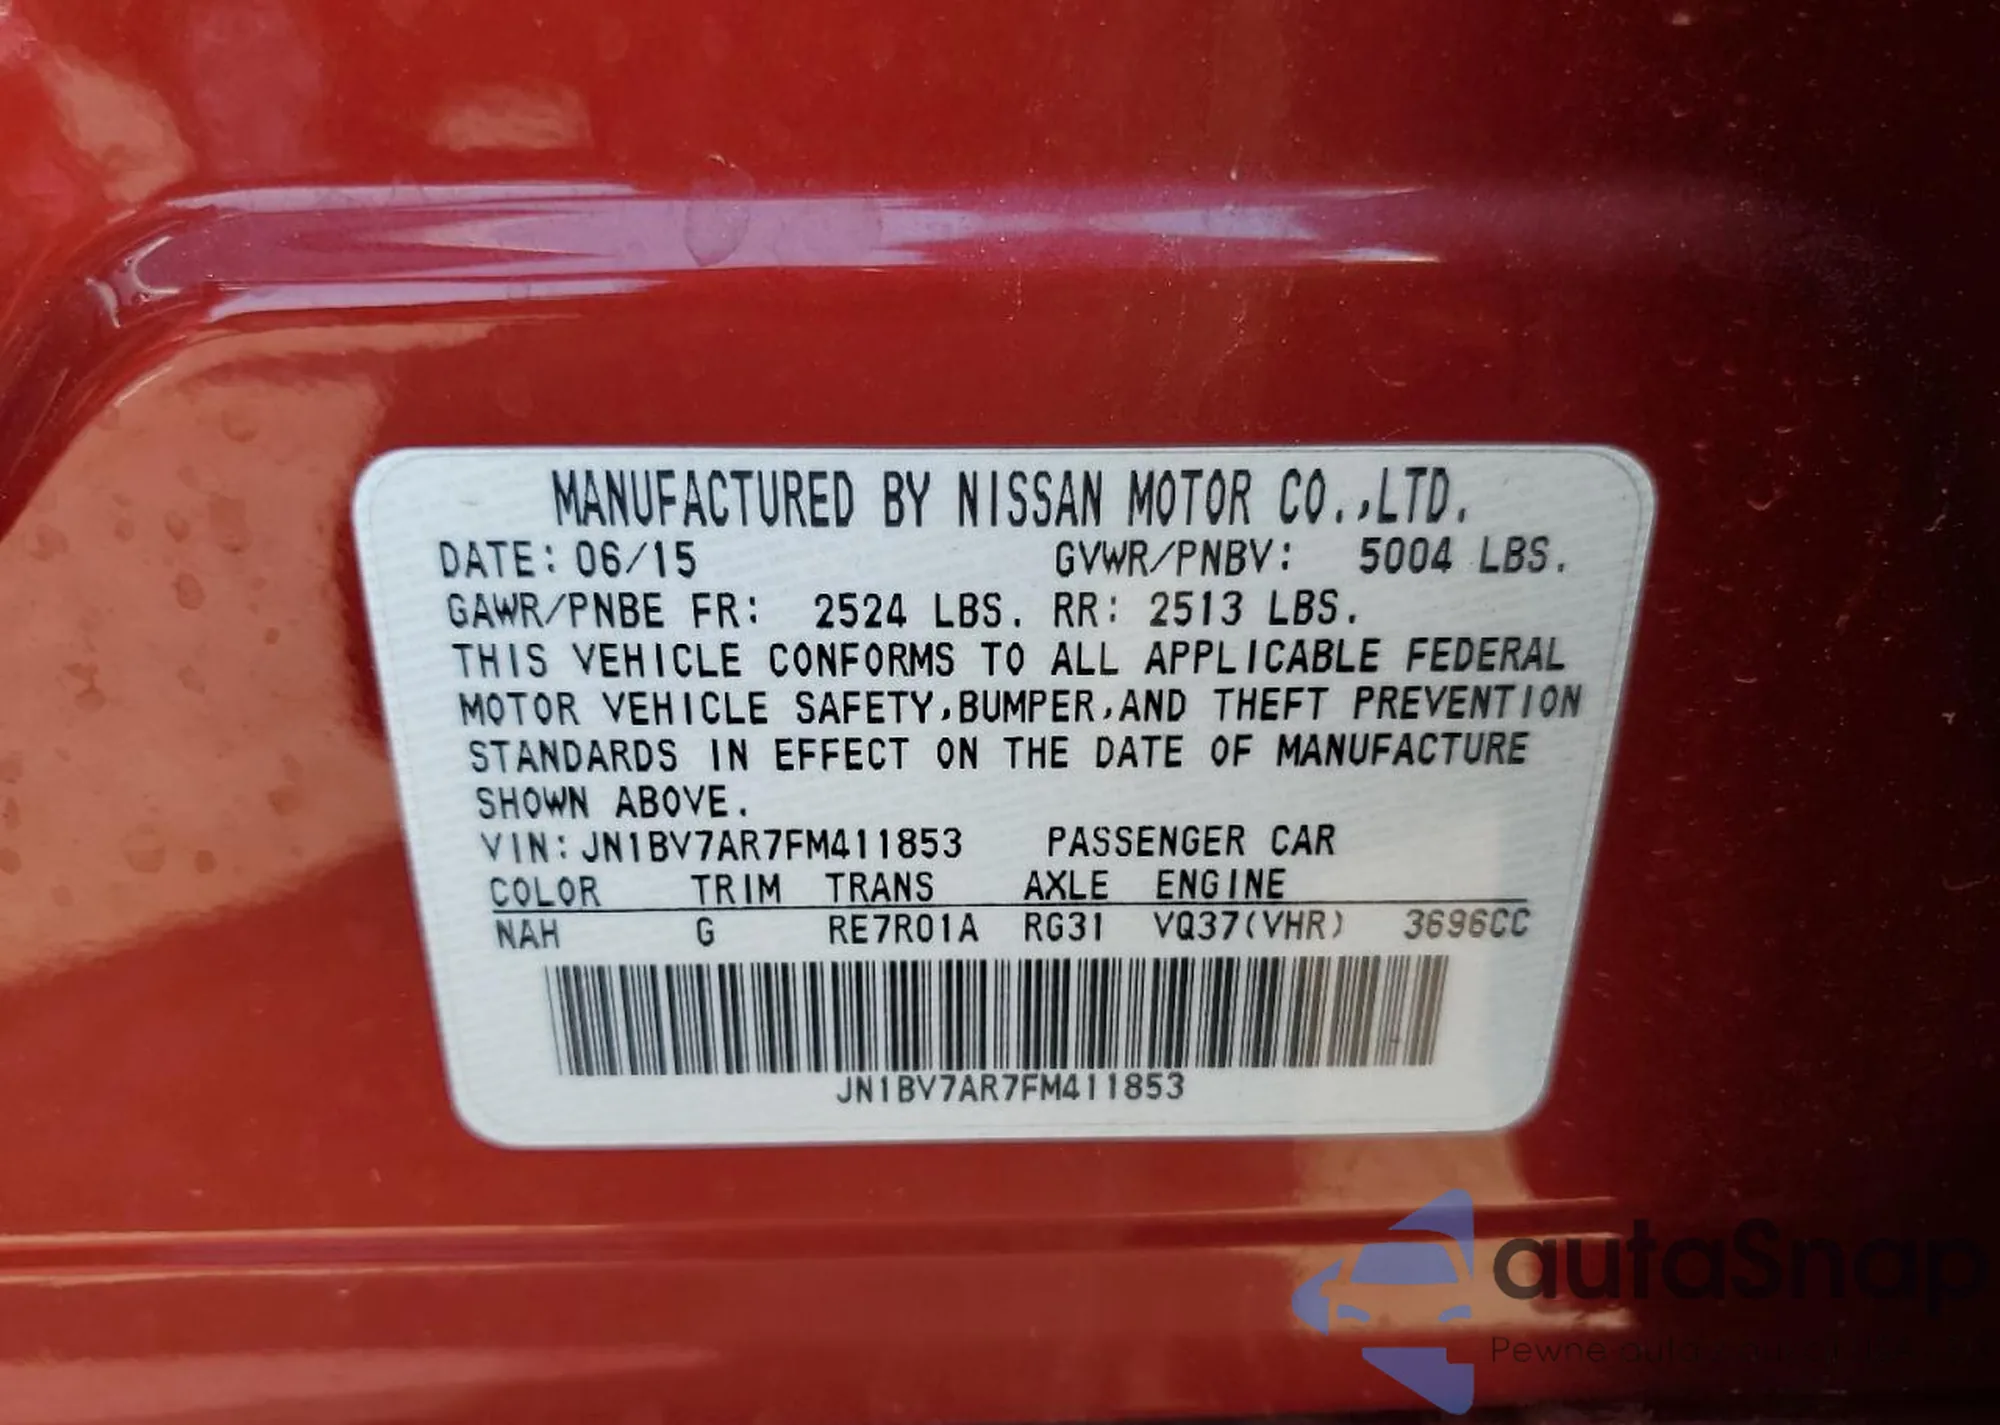 MANUFACTURED BY NISSAN MOTOR CO.,LTD.
DATE: 06/15 GVWR/PNBV: 5004 LBS.
GAWR/PNBE FR: 2524 LBS. RR: 2513 LBS.
THIS VEHICLE CONFORMS TO ALL APPLICABLE FEDERAL
MOTOR VEHICLE SAFETY,BUMPER,AND THEFT PREVENTION
STANDARDS IN EFFECT ON THE DATE OF MANUFACTURE
SHOWN ABOVE.
VIN: JN1BV7AR7FM411853 PASSENGER CAR
COLOR TRIM TRANS AXLE ENGINE
NAH G RE7R01A RG31 VQ37(VHR) 3696CC
JN1BV7AR7FM411853
autaSnap
Pewne auta